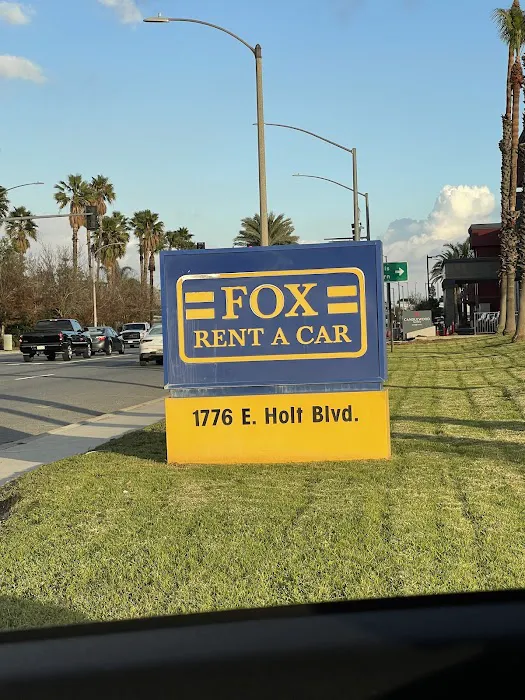 FOX
RENT A CAR
1776 E. Holt Blvd.